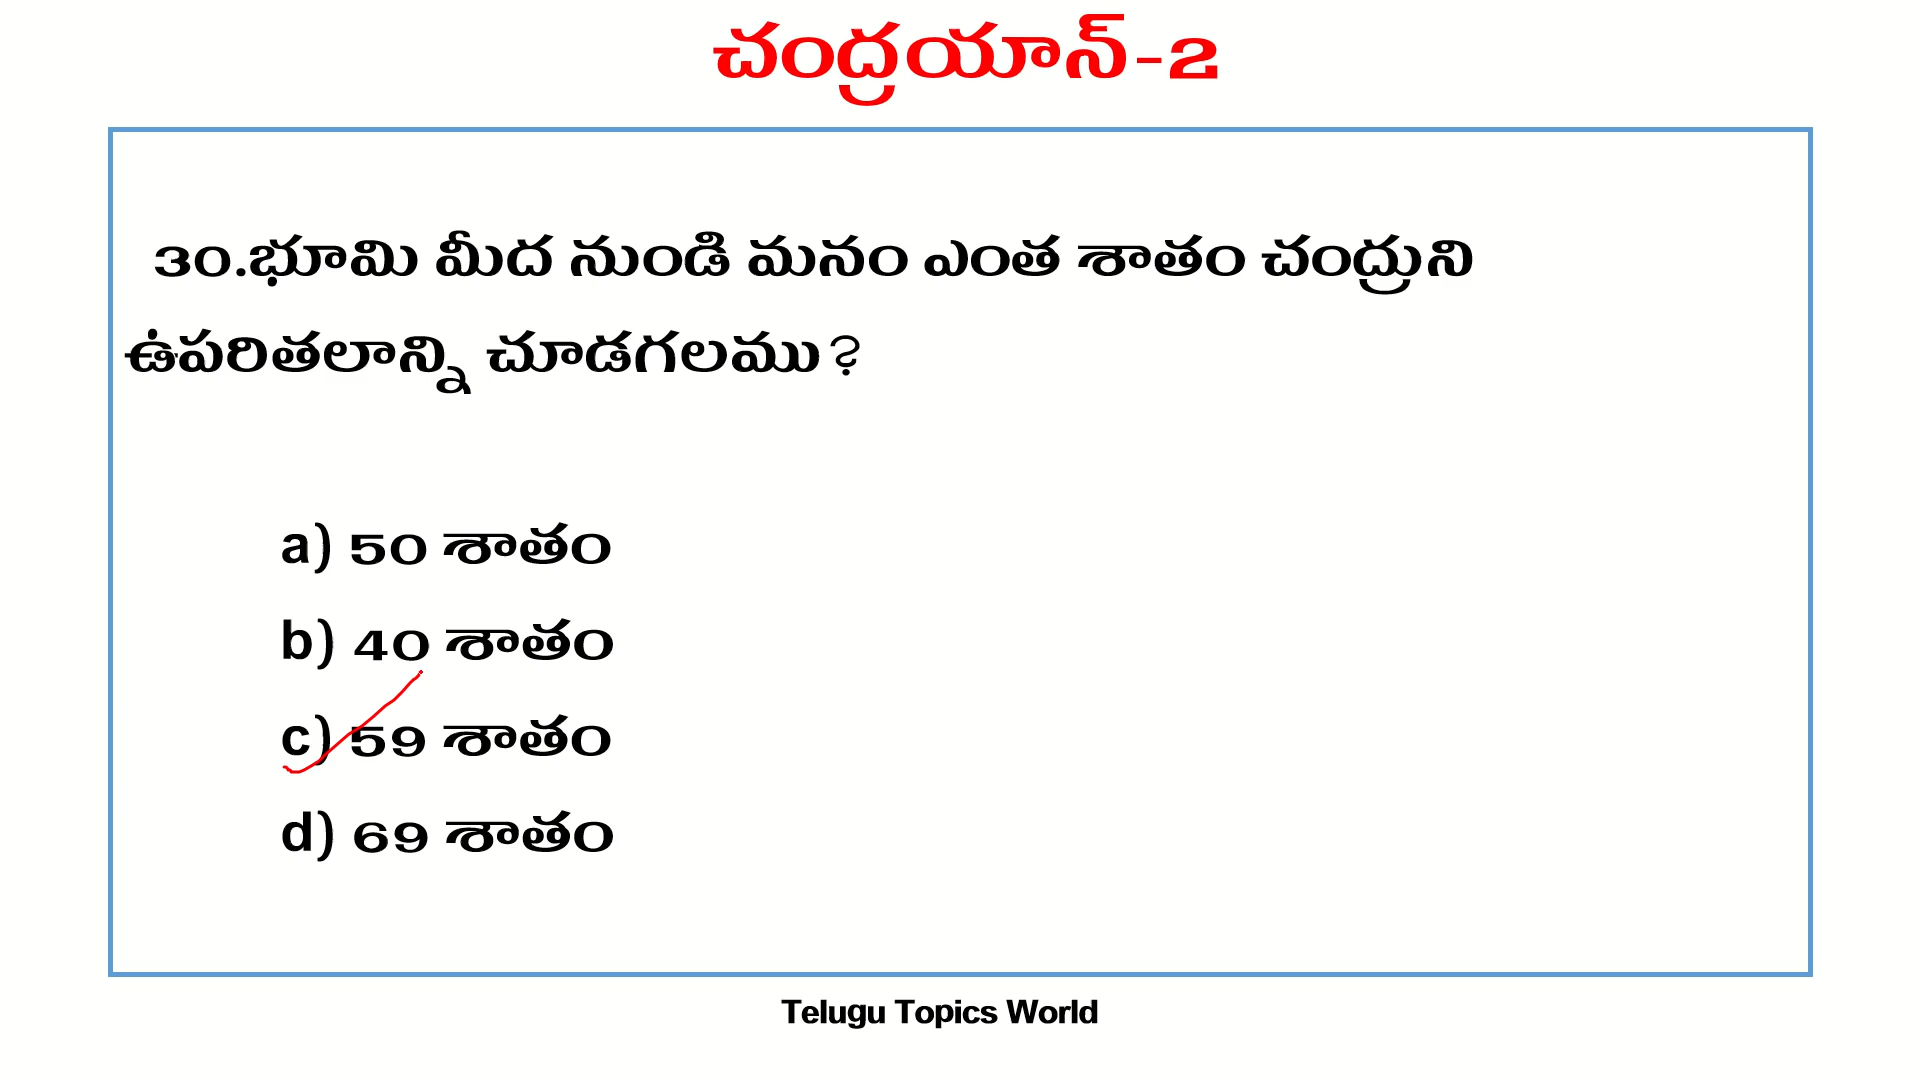 చంద్రయాన్-2
30.భూమి మీద నుండి మనం ఎంత శాతం చంద్రుని
ఉపరితలాన్ని చూడగలము?
a) 50 శాతం
b) 40 శాతం
c) 59 శాతం
d) 69 శాతం
Telugu Topics World